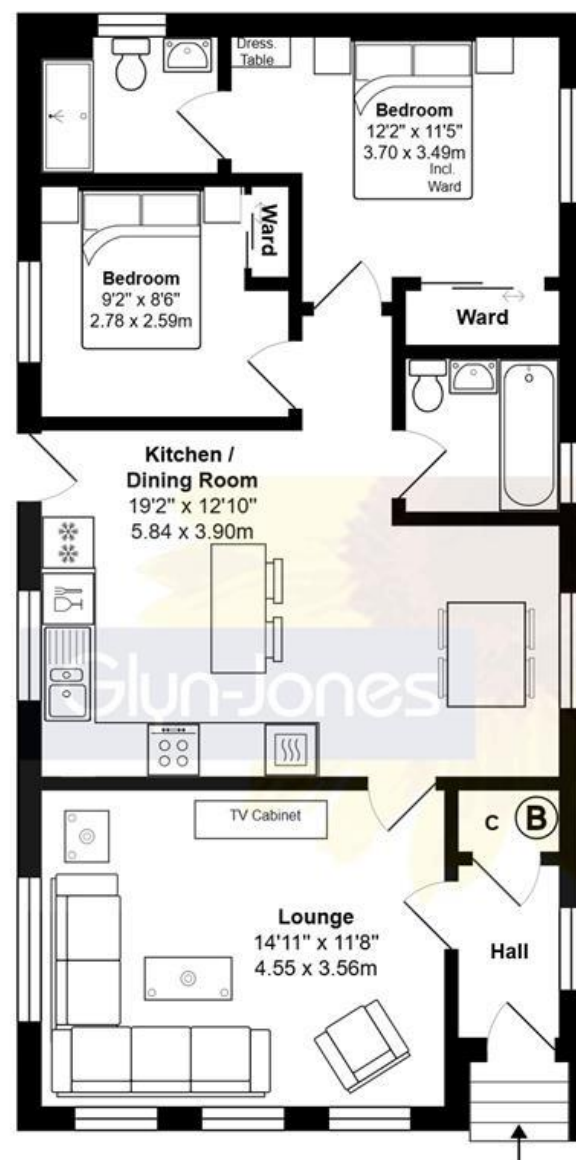 Dress.
Table
Bedroom
12'2" x 11'5"
3.70 x 3.49m
Incl.
Ward
Ward
Bedroom
9'2" x 8'6"
2.78 x 2.59m
Ward
Kitchen /
Dining Room
19'2" x 12'10"
5.84 x 3.90m
Glyn-Jones
TV Cabinet
C B
Lounge
14'11" x 11'8"
4.55 x 3.56m
Hall